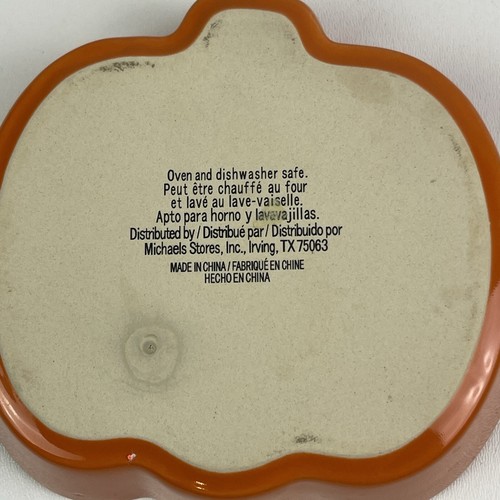 Oven and dishwasher safe.
Peut être chauffé au four
et lavé au lave-vaiselle.
Apto para horno y lavavajillas.
Distributed by / Distribué par / Distribuido por
Michaels Stores, Inc., Irving, TX 75063
MADE IN CHINA / FABRIQUÉ EN CHINE
HECHO EN CHINA